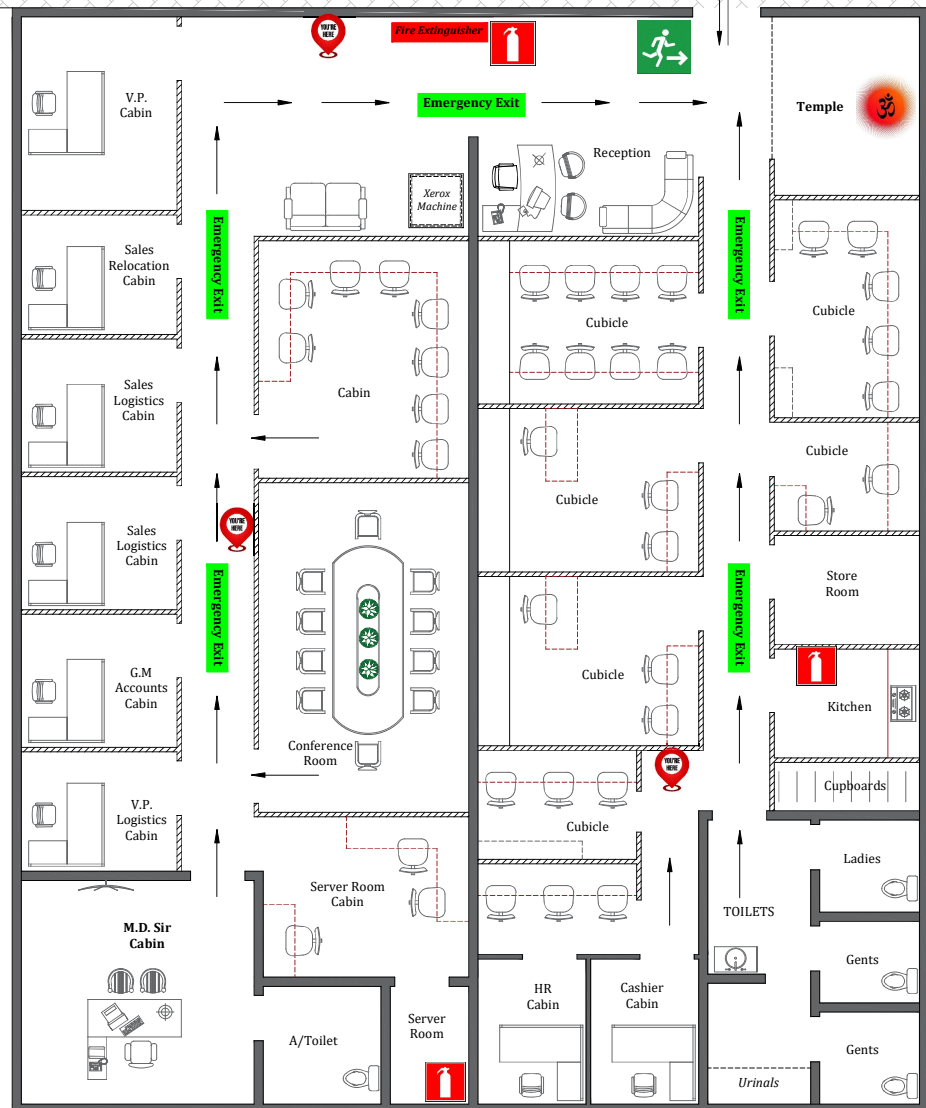 YOU'RE
HERE
Fire Extinguisher
V.P.
Cabin
Emergency Exit
Temple
ॐ
Reception
Xerox
Machine
Emergency Exit
Emergency Exit
Sales
Relocation
Cabin
Cubicle
Cubicle
Sales
Logistics
Cabin
Cabin
Cubicle
Cubicle
YOU'RE
HERE
Sales
Logistics
Cabin
Emergency Exit
Emergency Exit
Store
Room
G.M
Accounts
Cabin
Cubicle
Kitchen
Conference
Room
YOU'RE
HERE
Cupboards
V.P.
Logistics
Cabin
Cubicle
Ladies
Server Room
Cabin
TOILETS
M.D. Sir
Cabin
Gents
HR
Cabin
Cashier
Cabin
Server
Room
A/Toilet
Gents
Urinals